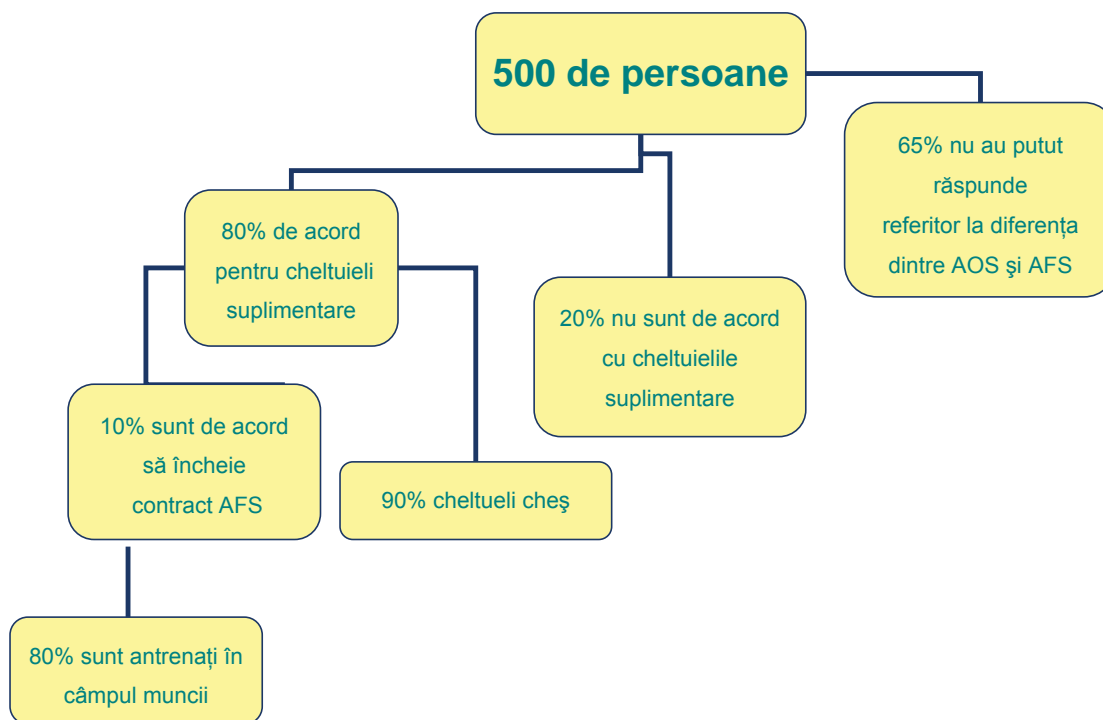 500 de persoane
65% nu au putut
răspunde
referitor la diferența
dintre AOS şi AFS
80% de acord
pentru cheltuieli
suplimentare
20% nu sunt de acord
cu cheltuielile
suplimentare
10% sunt de acord
să încheie
contract AFS
90% cheltueli cheş
80% sunt antrenați în
câmpul muncii